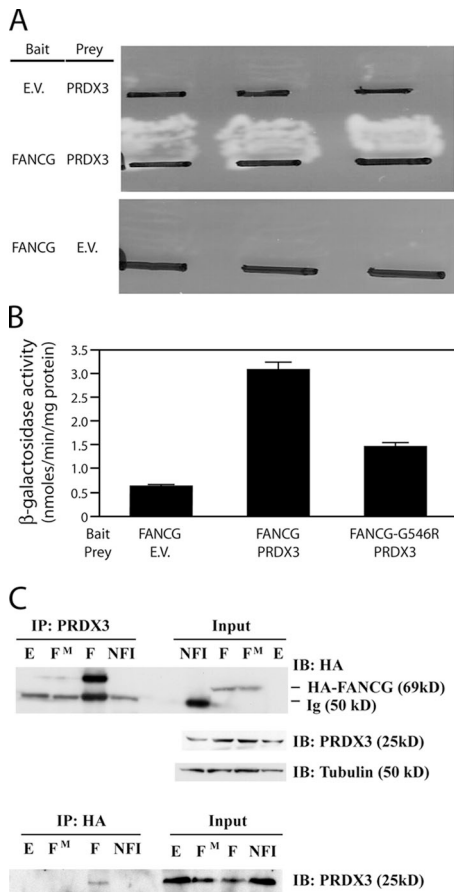 A
Bait Prey
E.V. PRDX3
FANCG PRDX3
FANCG E.V.
B
β-galactosidase activity
(nmoles/min/mg protein)
3.5
3.0
2.5
2.0
1.5
1.0
0.5
0
Bait FANCG FANCG FANCG-G546R
Prey E.V. PRDX3 PRDX3
C
IP: PRDX3 Input
E F M F NFI NFI F F M E
IB: HA
HA-FANCG (69kD)
Ig (50 kD)
IB: PRDX3 (25kD)
IB: Tubulin (50 kD)
IP: HA Input
E F M F NFI E F M F NFI
IB: PRDX3 (25kD)